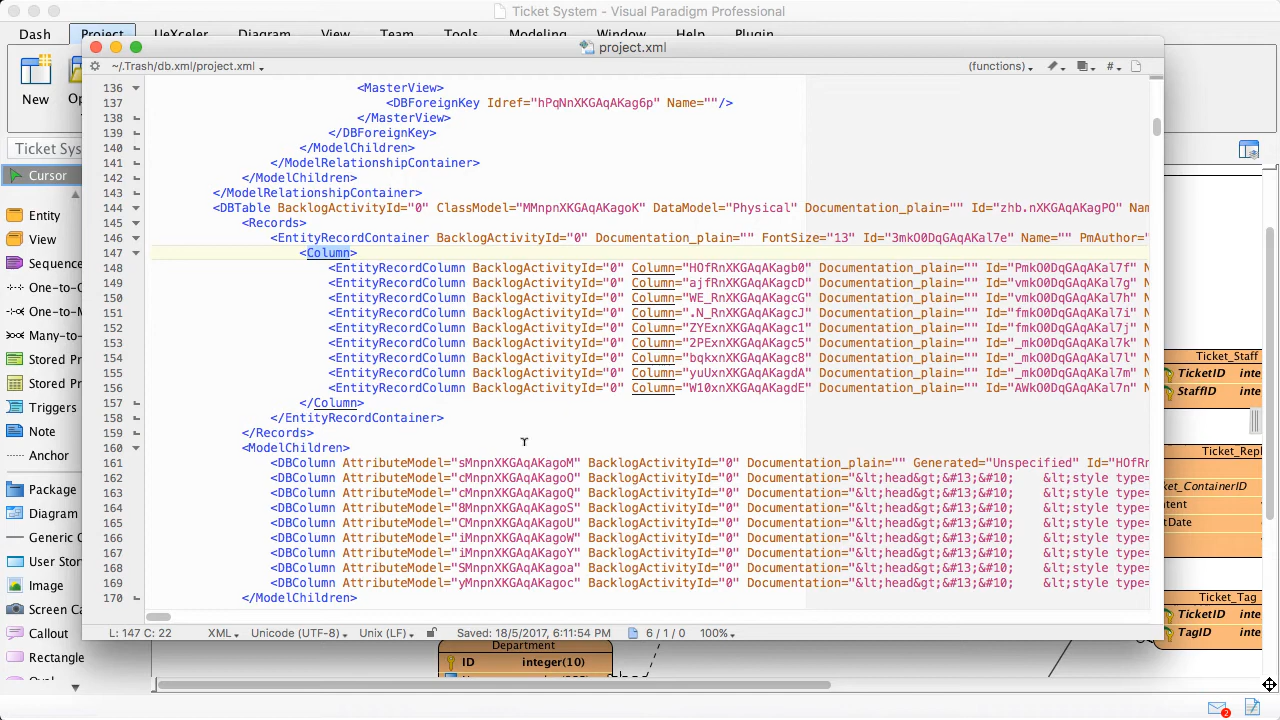 Ticket System - Visual Paradigm Professional
Dash Project UeXceler Diagram View Team Tools Modeling Window Help Plugin
project.xml
~/.Trash/db.xml/project.xml
(functions)
#
New
Ticket Sys
Cursor
Entity
View
Sequenc
One-to-O
One-to-M
Many-to-
Stored Pr
Stored Pr
Triggers
Note
Package
Diagram
Generic C
User Stor
Image
Screen Ca
Callout
Rectangle
136 <MasterView>
137 <DBForeignKey Idref="hPqNnXKGAqAKag6p" Name=""/>
138 </MasterView>
139 </DBForeignKey>
140 </ModelChildren>
141 </ModelRelationshipContainer>
142 </ModelChildren>
143 </ModelRelationshipContainer>
144 <DBTable BacklogActivityId="0" ClassModel="MMnpnXKGAqAKagoK" DataModel="Physical" Documentation_plain="" Id="zhb.nXKGAqAKagPQ" Nam
145 <Records>
146 <EntityRecordContainer BacklogActivityId="0" Documentation_plain="" FontSize="13" Id="3mkO0DqGAqAKal7e" Name="" PmAuthor="
147 <Column>
148 <EntityRecordColumn BacklogActivityId="0" Column="HOfRnXKGAqAKagb0" Documentation_plain="" Id="PmkO0DqGAqAKal7f" N
149 <EntityRecordColumn BacklogActivityId="0" Column="ajfRnXKGAqAKagcD" Documentation_plain="" Id="vmkO0DqGAqAKal7g" N
150 <EntityRecordColumn BacklogActivityId="0" Column="WE_RnXKGAqAKagcG" Documentation_plain="" Id="vmkO0DqGAqAKal7h" N
151 <EntityRecordColumn BacklogActivityId="0" Column=".N_RnXKGAqAKagcJ" Documentation_plain="" Id="fmkO0DqGAqAKal7i" N
152 <EntityRecordColumn BacklogActivityId="0" Column="ZYExnXKGAqAKagc1" Documentation_plain="" Id="fmkO0DqGAqAKal7j" N
153 <EntityRecordColumn BacklogActivityId="0" Column="2PExnXKGAqAKagc5" Documentation_plain="" Id="_mkO0DqGAqAKal7k" N
154 <EntityRecordColumn BacklogActivityId="0" Column="bqkxnXKGAqAKagc8" Documentation_plain="" Id="_mkO0DqGAqAKal7l" N
155 <EntityRecordColumn BacklogActivityId="0" Column="yuUxnXKGAqAKagdA" Documentation_plain="" Id="_mkO0DqGAqAKal7m" N
156 <EntityRecordColumn BacklogActivityId="0" Column="W10xnXKGAqAKagdE" Documentation_plain="" Id="AWkO0DqGAqAKal7n" N
157 </Column>
158 </EntityRecordContainer>
159 </Records>
160 <ModelChildren>
161 <DBColumn AttributeModel="sMnpnXKGAqAKagoM" BacklogActivityId="0" Documentation_plain="" Generated="Unspecified" Id="HOfRn
162 <DBColumn AttributeModel="cMnpnXKGAqAKagoO" BacklogActivityId="0" Documentation="&lt;head&gt;&#13;&#10; &lt;style type=
163 <DBColumn AttributeModel="cMnpnXKGAqAKagoQ" BacklogActivityId="0" Documentation="&lt;head&gt;&#13;&#10; &lt;style type=
164 <DBColumn AttributeModel="8MnpnXKGAqAKagoS" BacklogActivityId="0" Documentation="&lt;head&gt;&#13;&#10; &lt;style type=
165 <DBColumn AttributeModel="CMnpnXKGAqAKagoU" BacklogActivityId="0" Documentation="&lt;head&gt;&#13;&#10; &lt;style type=
166 <DBColumn AttributeModel="iMnpnXKGAqAKagoW" BacklogActivityId="0" Documentation="&lt;head&gt;&#13;&#10; &lt;style type=
167 <DBColumn AttributeModel="iMnpnXKGAqAKagoY" BacklogActivityId="0" Documentation="&lt;head&gt;&#13;&#10; &lt;style type=
168 <DBColumn AttributeModel="SMnpnXKGAqAKagoa" BacklogActivityId="0" Documentation="&lt;head&gt;&#13;&#10; &lt;style type=
169 <DBColumn AttributeModel="yMnpnXKGAqAKagoc" BacklogActivityId="0" Documentation="&lt;head&gt;&#13;&#10; &lt;style type=
170 </ModelChildren>
L: 147 C: 22 XML Unicode (UTF-8) Unix (LF) Saved: 18/5/2017, 6:11:54 PM 6 / 1 / 0 100%
Ticket_Staff
TicketID inte
StaffID inte
Ticket_Repl
cket_ContainerID
ntent
stDate
Ticket_Tag
TicketID inte
TagID inte
Department
ID integer(10)
2